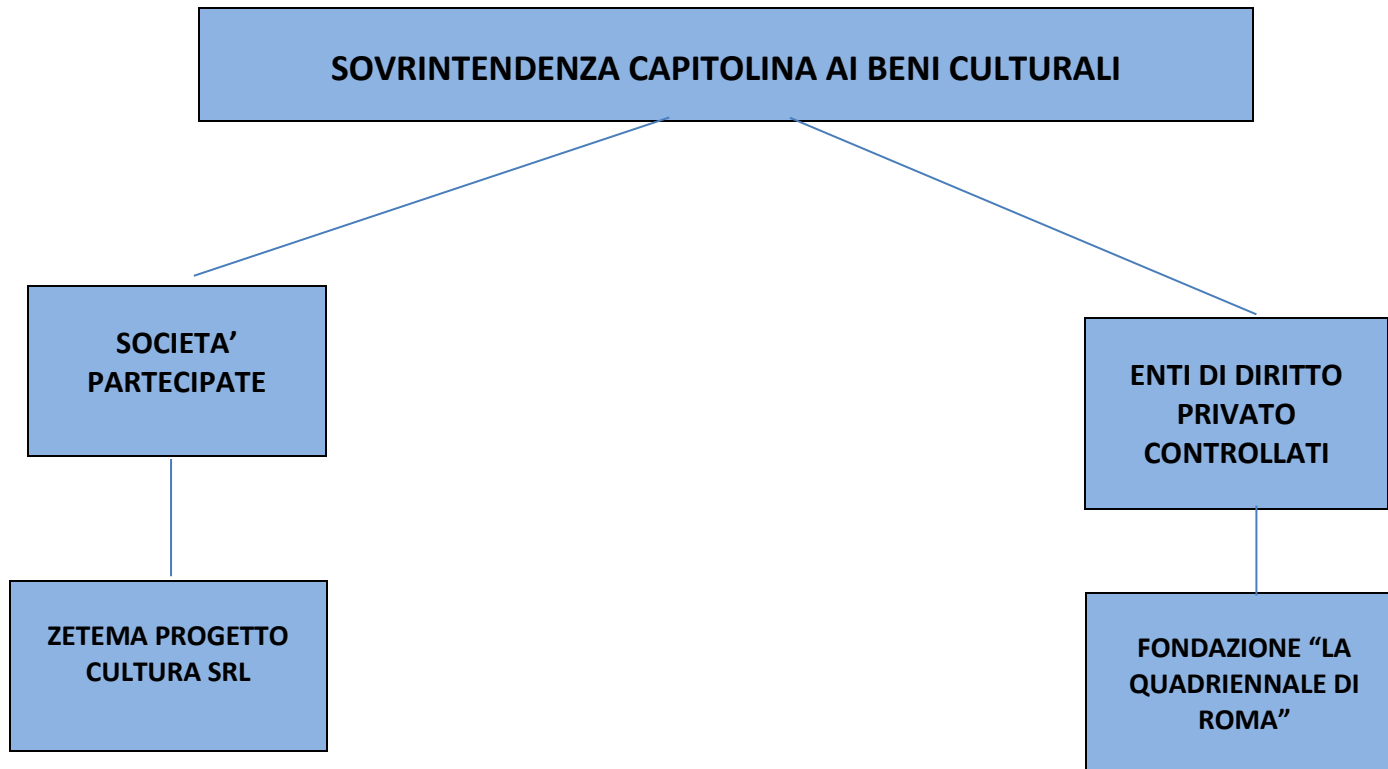 SOVRINTENDENZA CAPITOLINA AI BENI CULTURALI
SOCIETA’
PARTECIPATE
ENTI DI DIRITTO
PRIVATO
CONTROLLATI
ZETEMA PROGETTO
CULTURA SRL
FONDAZIONE “LA
QUADRIENNALE DI
ROMA”